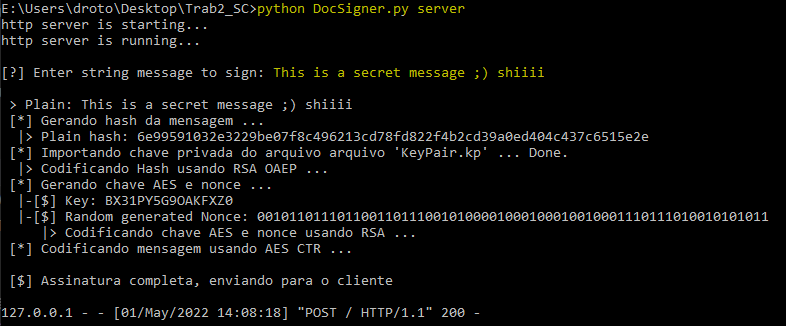 E:\Users\droto\Desktop\Trab2_SC>python DocSigner.py server
http server is starting...
http server is running...
[?] Enter string message to sign: This is a secret message ;) shiiii
> Plain: This is a secret message ;) shiiii
[*] Gerando hash da mensagem ...
|> Plain hash: 6e99591032e3229be07f8c496213cd78fd822f4b2cd39a0ed404c437c6515e2e
[*] Importando chave privada do arquivo arquivo 'KeyPair.kp' ... Done.
|> Codificando Hash usando RSA OAEP ...
[*] Gerando chave AES e nonce ...
|-[$] Key: BX31PY5G9OAKFXZ0
|-[$] Random generated Nonce: 0010110111011001101110010100001000100010010001110111010010101011
|> Codificando chave AES e nonce usando RSA ...
[*] Codificando mensagem usando AES CTR ...
[$] Assinatura completa, enviando para o cliente
127.0.0.1 - - [01/May/2022 14:08:18] "POST / HTTP/1.1" 200 -